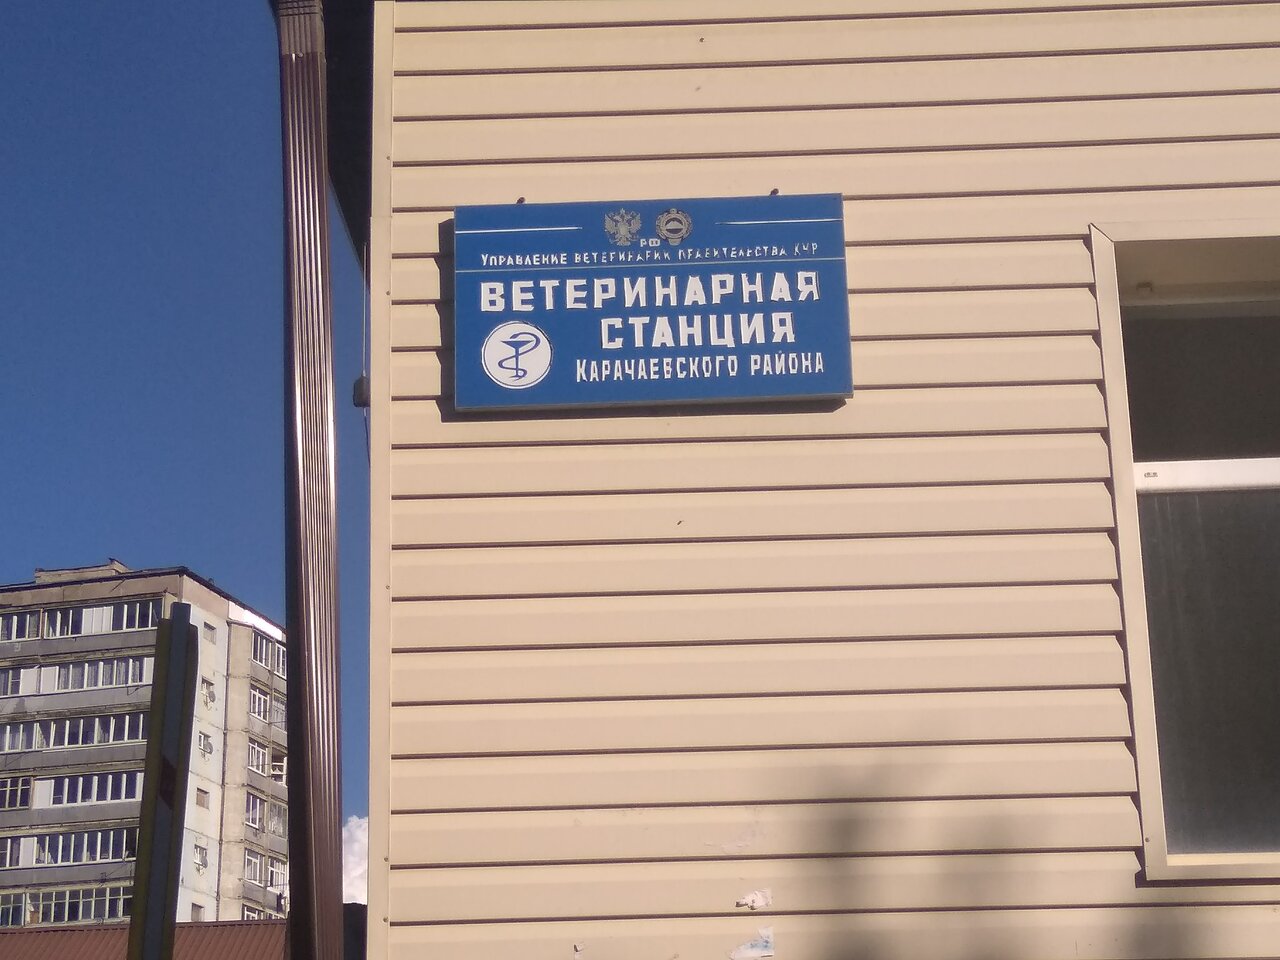 РФ
Управление ветеринарии правительства КЧР
ВЕТЕРИНАРНАЯ
СТАНЦИЯ
КАРАЧАЕВСКОГО РАЙОНА